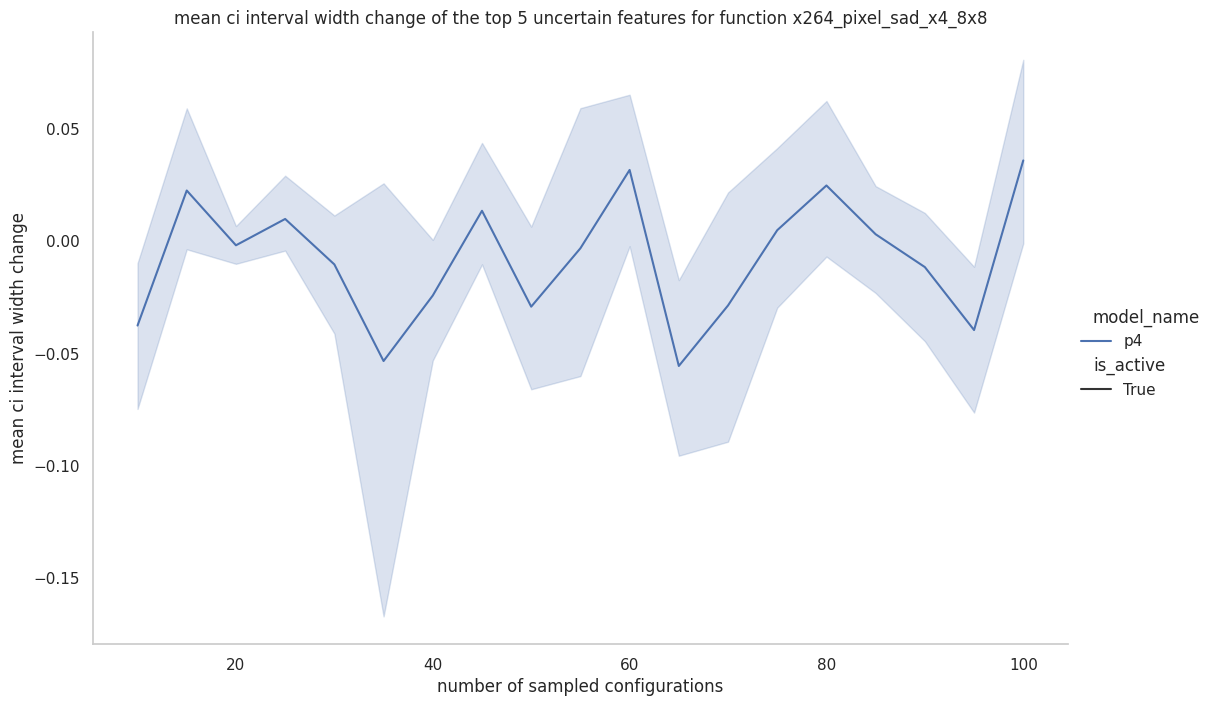 mean ci interval width change of the top 5 uncertain features for function x264_pixel_sad_x4_8x8
mean ci interval width change
0.05
0.00
−0.05
−0.10
−0.15
20
40
60
80
100
number of sampled configurations
model_name
p4
is_active
True